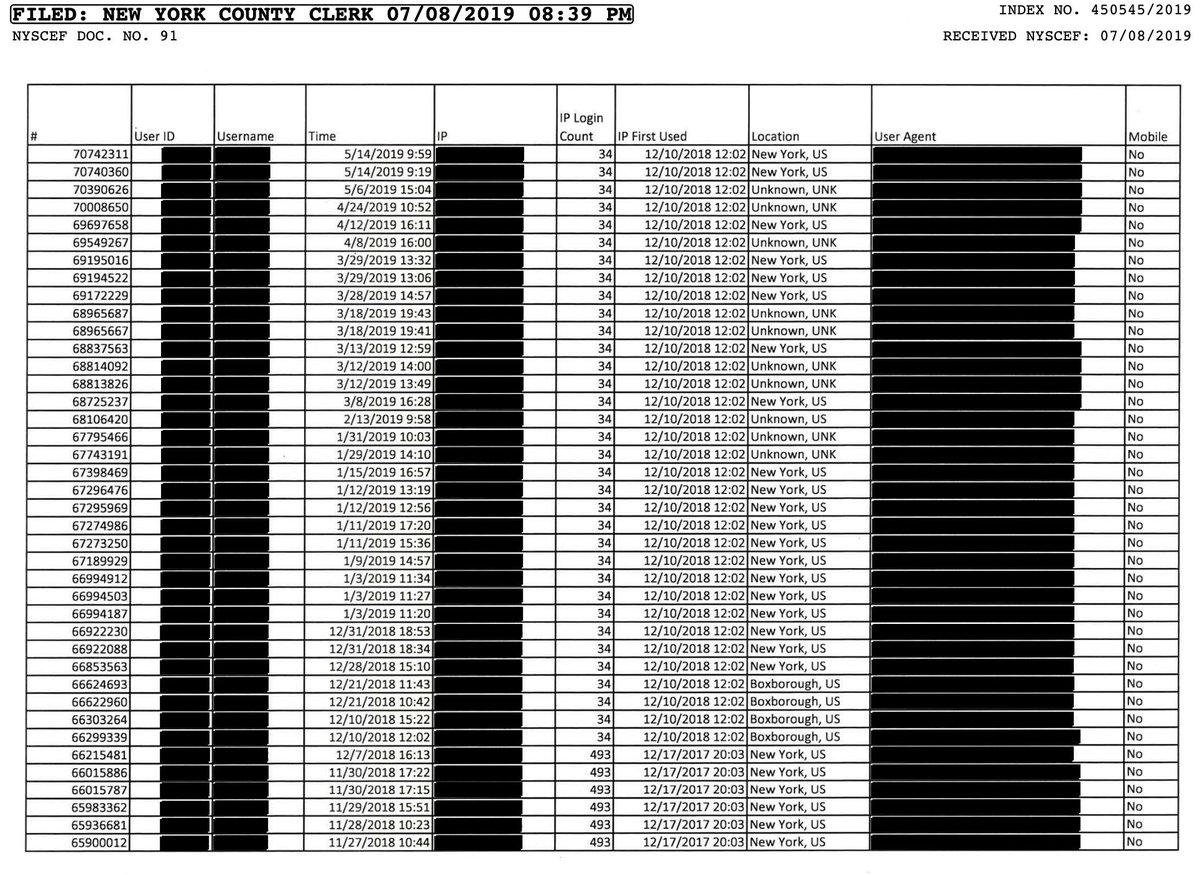 FILED: NEW YORK COUNTY CLERK 07/08/2019 08:39 PM
INDEX NO. 450545/2019
NYSCEF DOC. NO. 91
RECEIVED NYSCEF: 07/08/2019
# User ID Username Time IP IP Login Count IP First Used Location User Agent Mobile
70742311 5/14/2019 9:59 34 12/10/2018 12:02 New York, US No
70740360 5/14/2019 9:19 34 12/10/2018 12:02 New York, US No
70390626 5/6/2019 15:04 34 12/10/2018 12:02 Unknown, UNK No
70008650 4/24/2019 10:52 34 12/10/2018 12:02 Unknown, UNK No
69697658 4/12/2019 16:11 34 12/10/2018 12:02 New York, US No
69549267 4/8/2019 16:00 34 12/10/2018 12:02 Unknown, UNK No
69195016 3/29/2019 13:32 34 12/10/2018 12:02 New York, US No
69194522 3/29/2019 13:06 34 12/10/2018 12:02 New York, US No
69172229 3/28/2019 14:57 34 12/10/2018 12:02 New York, US No
68965687 3/18/2019 19:43 34 12/10/2018 12:02 Unknown, UNK No
68965667 3/18/2019 19:41 34 12/10/2018 12:02 Unknown, UNK No
68837563 3/13/2019 12:59 34 12/10/2018 12:02 New York, US No
68814092 3/12/2019 14:00 34 12/10/2018 12:02 Unknown, UNK No
68813826 3/12/2019 13:49 34 12/10/2018 12:02 Unknown, UNK No
68725237 3/8/2019 16:28 34 12/10/2018 12:02 New York, US No
68106420 2/13/2019 9:58 34 12/10/2018 12:02 Unknown, US No
67795466 1/31/2019 10:03 34 12/10/2018 12:02 Unknown, UNK No
67743191 1/29/2019 14:10 34 12/10/2018 12:02 Unknown, UNK No
67398469 1/15/2019 16:57 34 12/10/2018 12:02 New York, US No
67296476 1/12/2019 13:19 34 12/10/2018 12:02 New York, US No
67295969 1/12/2019 12:56 34 12/10/2018 12:02 New York, US No
67274986 1/11/2019 17:20 34 12/10/2018 12:02 New York, US No
67273250 1/11/2019 15:36 34 12/10/2018 12:02 New York, US No
67189929 1/9/2019 14:57 34 12/10/2018 12:02 New York, US No
66994912 1/3/2019 11:34 34 12/10/2018 12:02 New York, US No
66994503 1/3/2019 11:27 34 12/10/2018 12:02 New York, US No
66994187 1/3/2019 11:20 34 12/10/2018 12:02 New York, US No
66922230 12/31/2018 18:53 34 12/10/2018 12:02 New York, US No
66922088 12/31/2018 18:34 34 12/10/2018 12:02 New York, US No
66853563 12/28/2018 15:10 34 12/10/2018 12:02 New York, US No
66624693 12/21/2018 11:43 34 12/10/2018 12:02 Boxborough, US No
66622960 12/21/2018 10:42 34 12/10/2018 12:02 Boxborough, US No
66303264 12/10/2018 15:22 34 12/10/2018 12:02 Boxborough, US No
66299339 12/10/2018 12:02 34 12/10/2018 12:02 Boxborough, US No
66215481 12/7/2018 16:13 493 12/17/2017 20:03 New York, US No
66015886 11/30/2018 17:22 493 12/17/2017 20:03 New York, US No
66015787 11/30/2018 17:15 493 12/17/2017 20:03 New York, US No
65983362 11/29/2018 15:51 493 12/17/2017 20:03 New York, US No
65936681 11/28/2018 10:23 493 12/17/2017 20:03 New York, US No
65900012 11/27/2018 10:44 493 12/17/2017 20:03 New York, US No